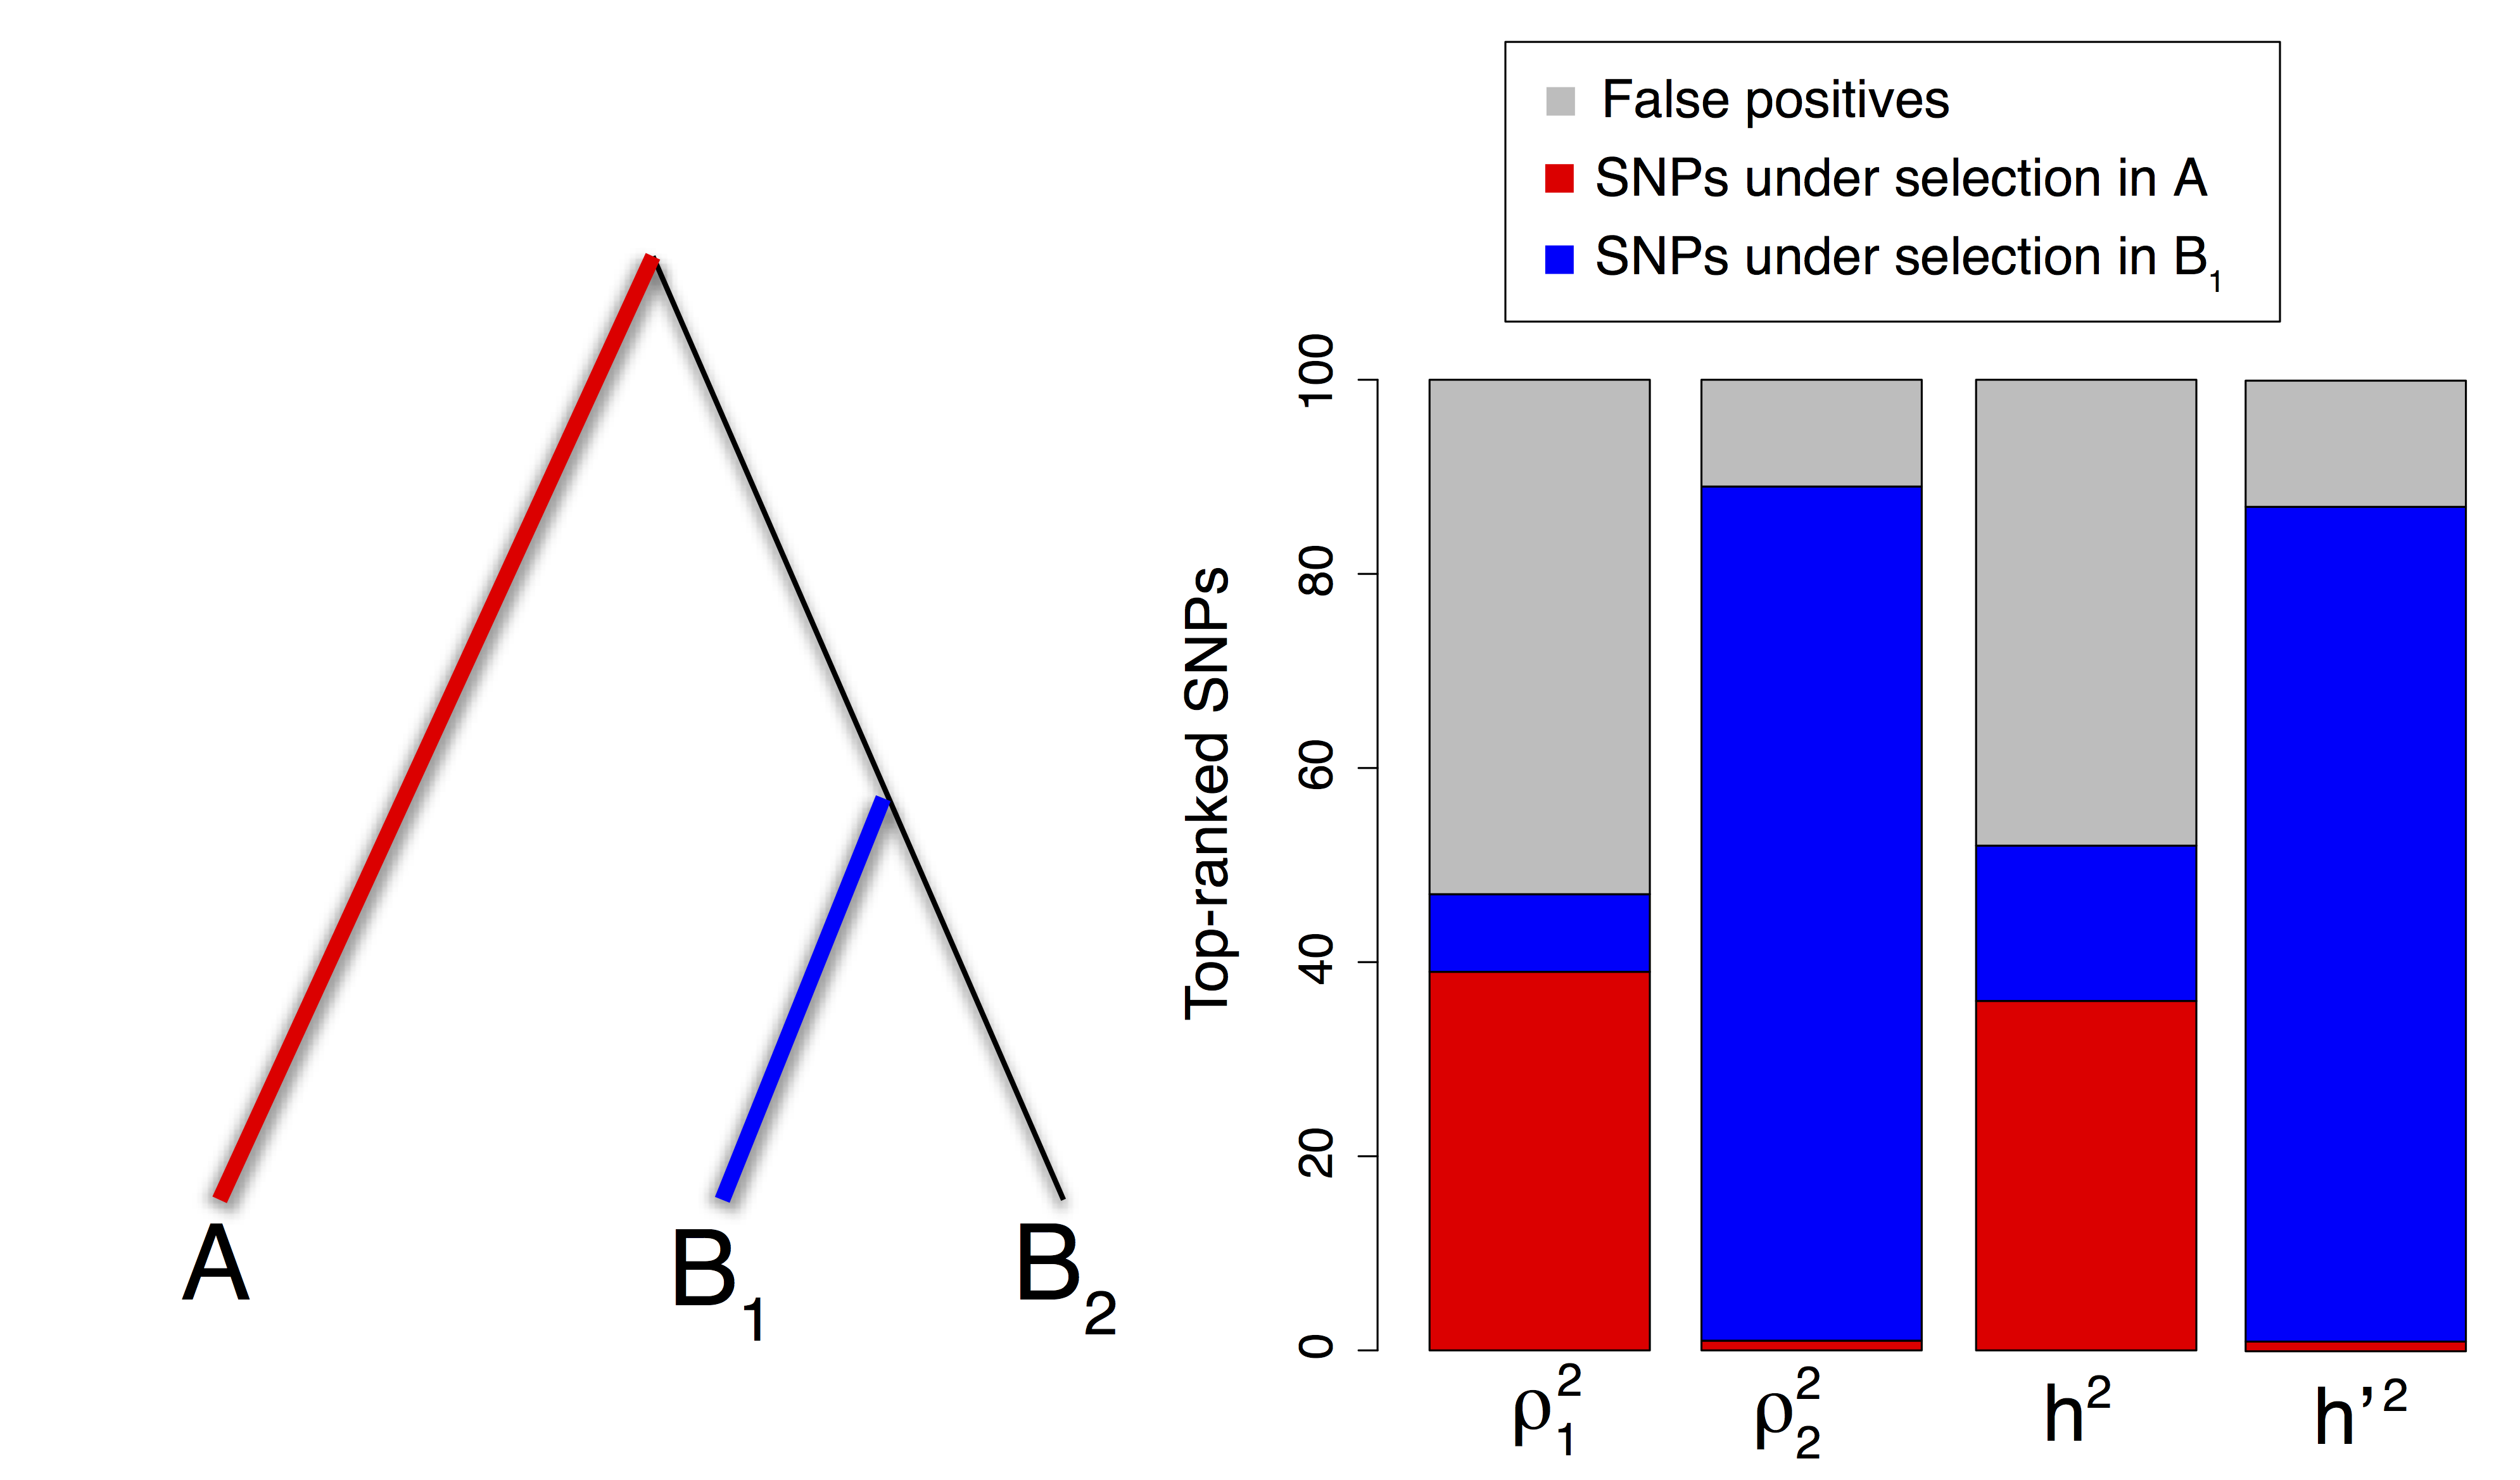 False positives
SNPs under selection in A
SNPs under selection in B₁
Top-ranked SNPs
100
80
60
40
20
0
A
B₁
B₂
ρ₁²
ρ₂²
h²
h’²